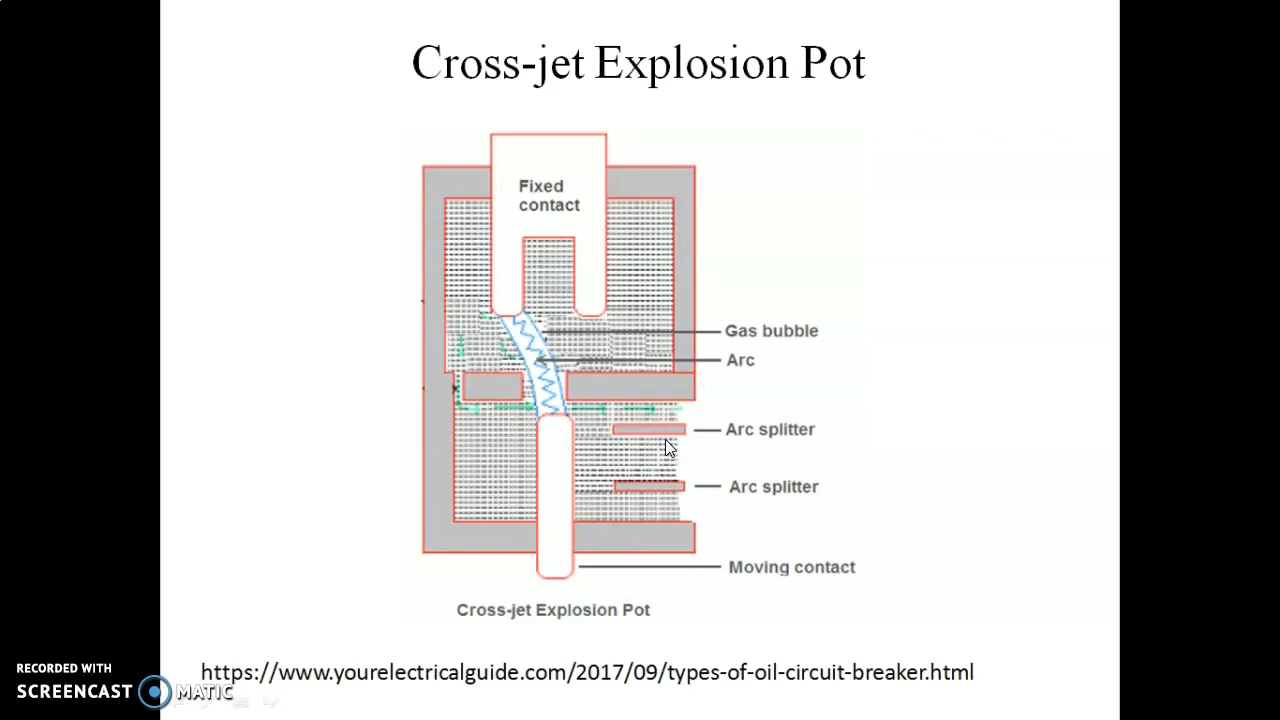 Cross-jet Explosion Pot
Fixed
contact
Gas bubble
Arc
Arc splitter
Arc splitter
Moving contact
Cross-jet Explosion Pot
https://www.yourelectricalguide.com/2017/09/types-of-oil-circuit-breaker.html
RECORDED WITH
SCREENCAST MATIC